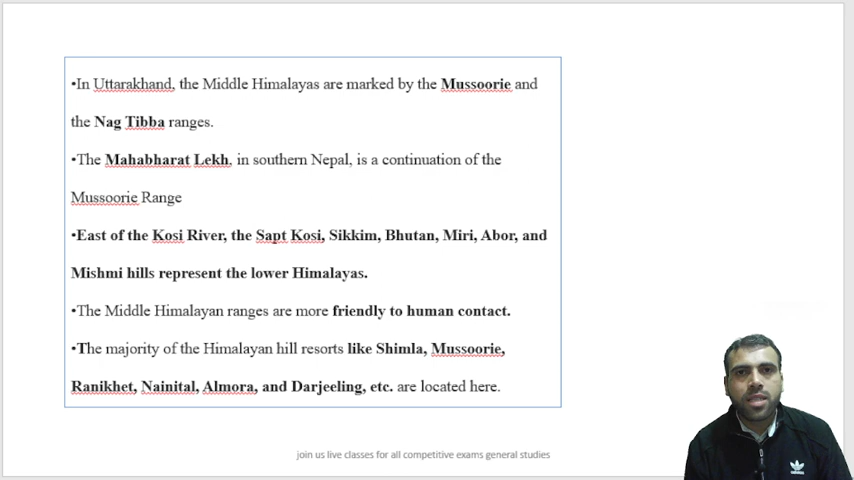 •In Uttarakhand, the Middle Himalayas are marked by the Mussoorie and
the Nag Tibba ranges.
•The Mahabharat Lekh, in southern Nepal, is a continuation of the
Mussoorie Range
•East of the Kosi River, the Sapt Kosi, Sikkim, Bhutan, Miri, Abor, and
Mishmi hills represent the lower Himalayas.
•The Middle Himalayan ranges are more friendly to human contact.
•The majority of the Himalayan hill resorts like Shimla, Mussoorie,
Ranikhet, Nainital, Almora, and Darjeeling, etc. are located here.
join us live classes for all competitive exams general studies